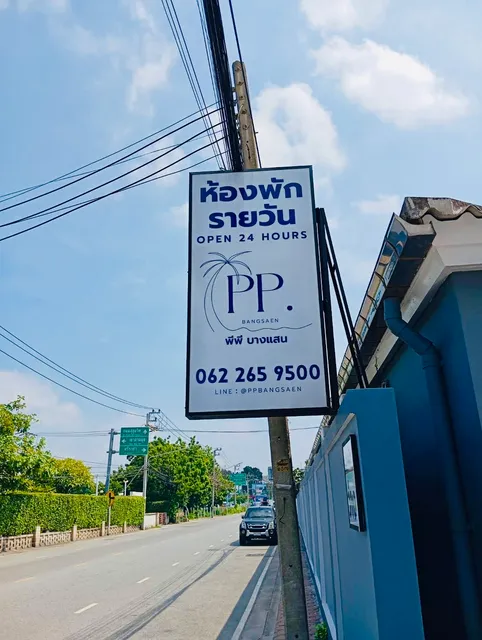 ห้องพัก
รายวัน
OPEN 24 HOURS
PP.
BANGSAEN
พีพี บางแสน
062 265 9500
LINE : @PPBANGSAEN